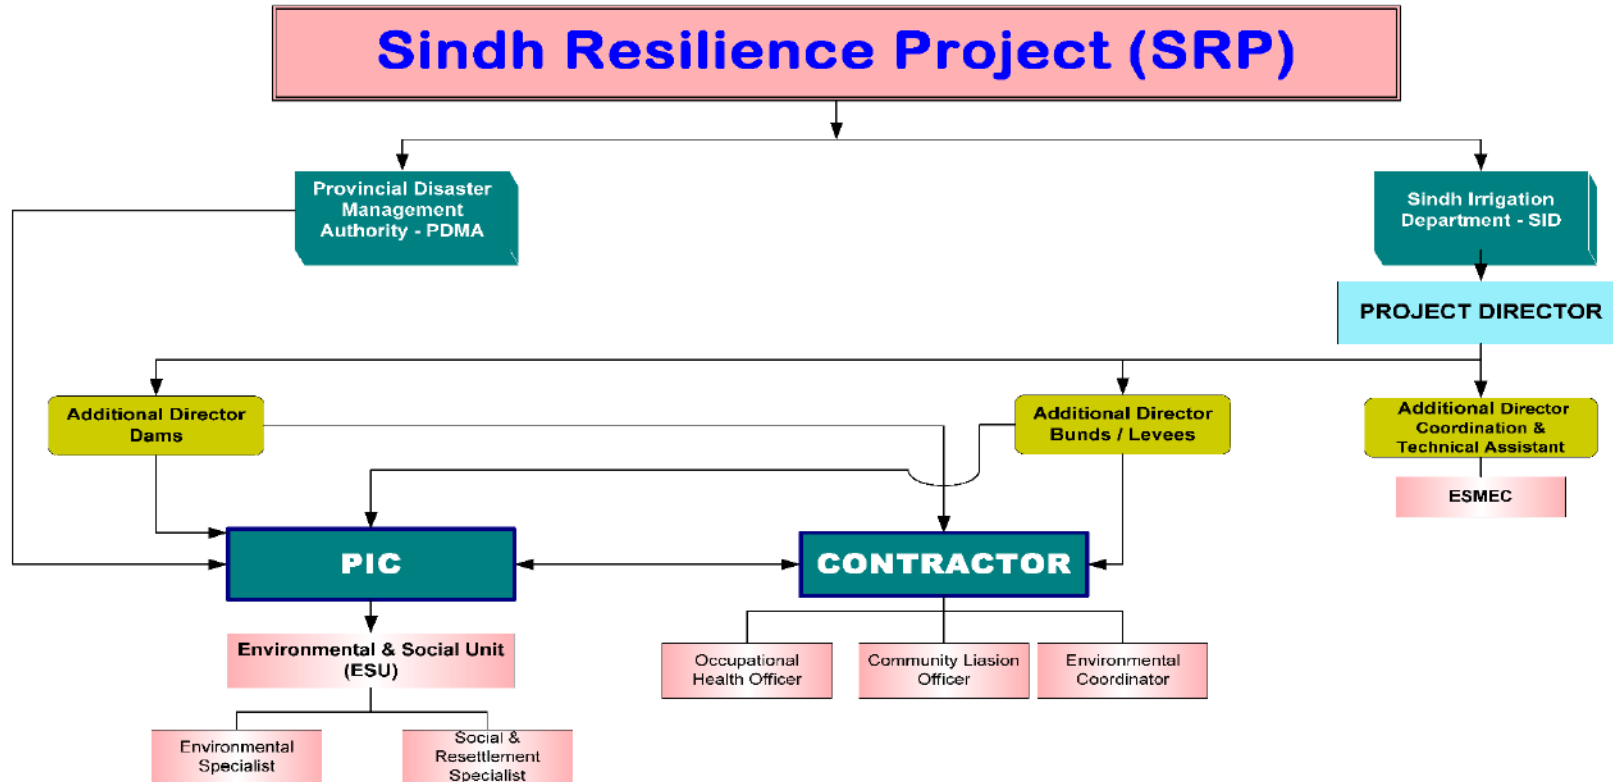 Sindh Resilience Project (SRP)
Provincial Disaster
Management
Authority - PDMA
Sindh Irrigation
Department - SID
PROJECT DIRECTOR
Additional Director
Dams
Additional Director
Bunds / Levees
Additional Director
Coordination &
Technical Assistant
ESMEC
PIC
CONTRACTOR
Environmental & Social Unit
(ESU)
Occupational
Health Officer
Community Liasion
Officer
Environmental
Coordinator
Environmental
Specialist
Social &
Resettlement
Specialist